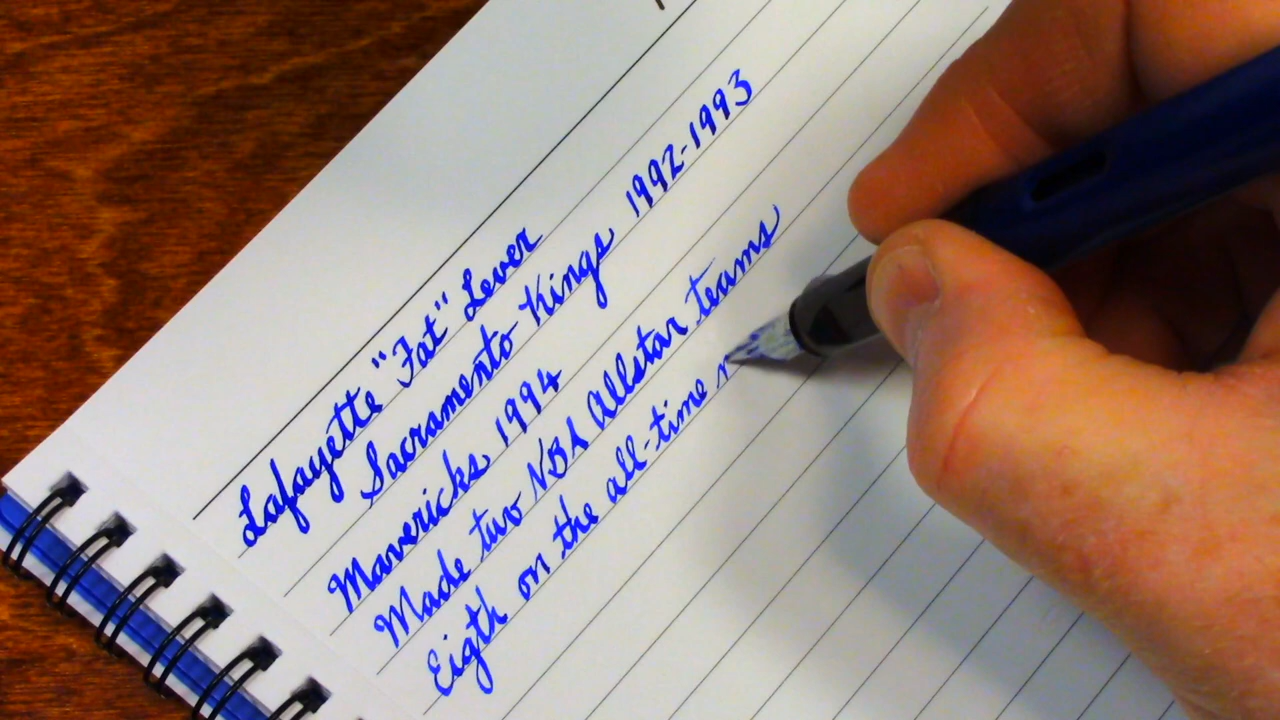 Lafayette "Fat" Lever
Sacramento Kings 1992-1993
Mavericks 1994
Made two NBA Allstar teams
Eigth on the all-time